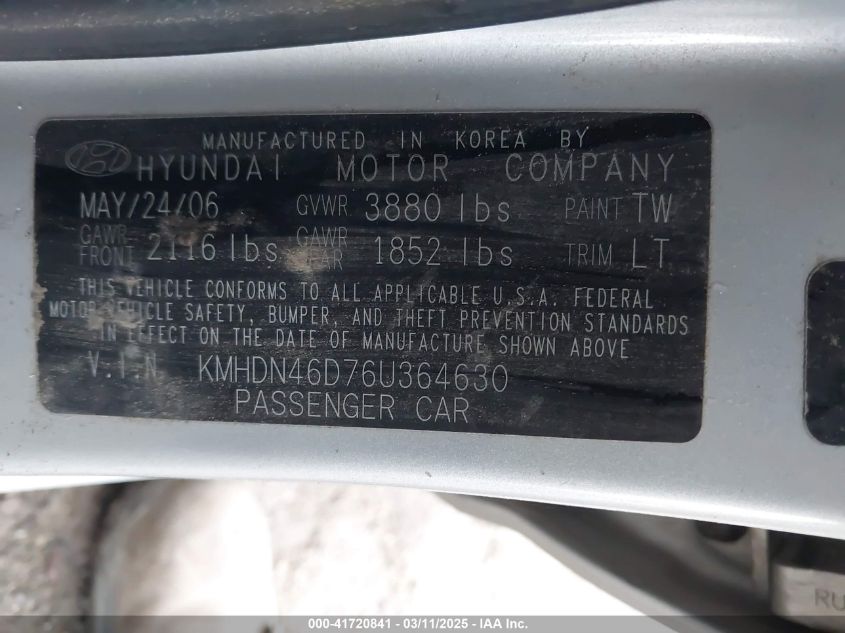 MANUFACTURED IN KOREA BY
HYUNDAI MOTOR COMPANY
MAY/24/06 GVWR 3880 lbs PAINT TW
GAWR FRONT 2116 lbs GAWR REAR 1852 lbs TRIM LT
THIS VEHICLE CONFORMS TO ALL APPLICABLE U.S.A. FEDERAL
MOTOR VEHICLE SAFETY, BUMPER, AND THEFT PREVENTION STANDARDS
IN EFFECT ON THE DATE OF MANUFACTURE SHOWN ABOVE
V.I.N KMHDN46D76U364630
PASSENGER CAR
RU
000-41720841 - 03/11/2025 - IAA Inc.